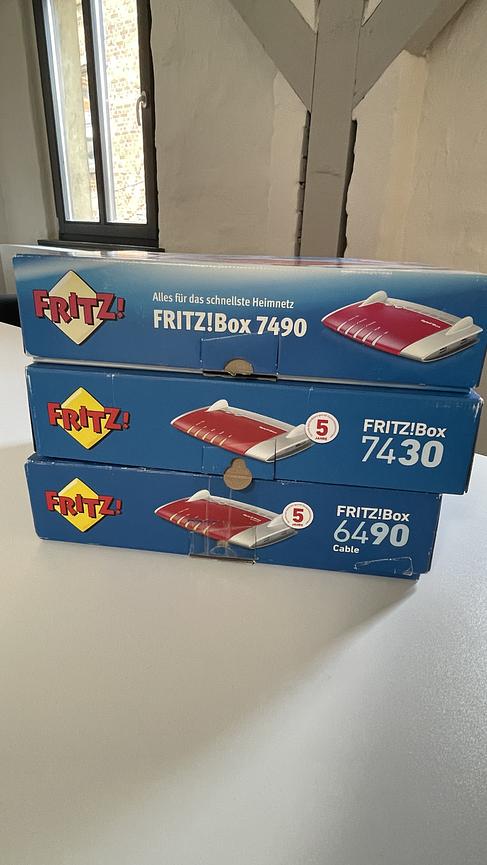 FRITZ!
Alles für das schnellste Heimnetz
FRITZ!Box 7490
FRITZ!
5
JAHRE
FRITZ!Box
7430
FRITZ!
5
FRITZ!Box
6490
Cable